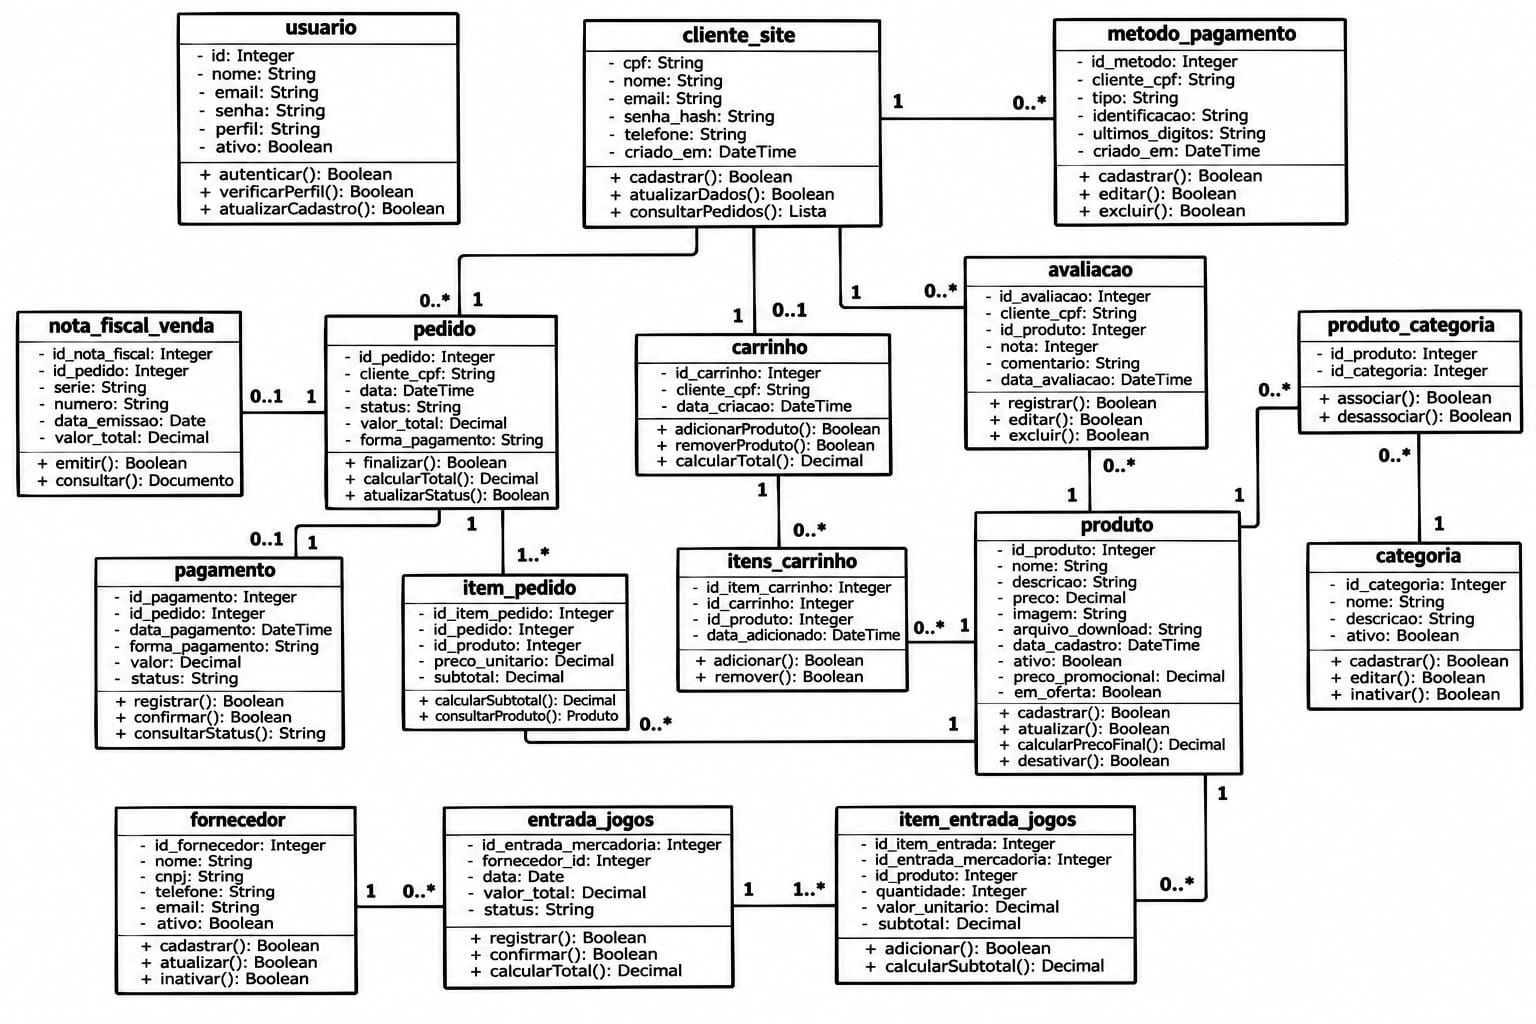 usuario
- id: Integer
- nome: String
- email: String
- senha: String
- perfil: String
- ativo: Boolean
+ autenticar(): Boolean
+ verificarPerfil(): Boolean
+ atualizarCadastro(): Boolean
cliente_site
- cpf: String
- nome: String
- email: String
- senha_hash: String
- telefone: String
- criado_em: DateTime
+ cadastrar(): Boolean
+ atualizarDados(): Boolean
+ consultarPedidos(): Lista
1
0..*
metodo_pagamento
- id_metodo: Integer
- cliente_cpf: String
- tipo: String
- identificacao: String
- ultimos_digitos: String
- criado_em: DateTime
+ cadastrar(): Boolean
+ editar(): Boolean
+ excluir(): Boolean
0..*
1
1
0..1
1
0..*
nota_fiscal_venda
- id_nota_fiscal: Integer
- id_pedido: Integer
- serie: String
- numero: String
- data_emissao: Date
- valor_total: Decimal
+ emitir(): Boolean
+ consultar(): Documento
0..1
1
pedido
- id_pedido: Integer
- cliente_cpf: String
- data: DateTime
- status: String
- valor_total: Decimal
- forma_pagamento: String
+ finalizar(): Boolean
+ calcularTotal(): Decimal
+ atualizarStatus(): Boolean
carrinho
- id_carrinho: Integer
- cliente_cpf: String
- data_criacao: DateTime
+ adicionarProduto(): Boolean
+ removerProduto(): Boolean
+ calcularTotal(): Decimal
avaliacao
- id_avaliacao: Integer
- cliente_cpf: String
- id_produto: Integer
- nota: Integer
- comentario: String
- data_avaliacao: DateTime
+ registrar(): Boolean
+ editar(): Boolean
+ excluir(): Boolean
produto_categoria
- id_produto: Integer
- id_categoria: Integer
+ associar(): Boolean
+ desassociar(): Boolean
0..*
0..*
1
0..*
1
1
0..1
1
1
1..*
1
0..*
pagamento
- id_pagamento: Integer
- id_pedido: Integer
- data_pagamento: DateTime
- forma_pagamento: String
- valor: Decimal
- status: String
+ registrar(): Boolean
+ confirmar(): Boolean
+ consultarStatus(): String
item_pedido
- id_item_pedido: Integer
- id_pedido: Integer
- id_produto: Integer
- preco_unitario: Decimal
- subtotal: Decimal
+ calcularSubtotal(): Decimal
+ consultarProduto(): Produto
0..*
1
itens_carrinho
- id_item_carrinho: Integer
- id_carrinho: Integer
- id_produto: Integer
- data_adicionado: DateTime
+ adicionar(): Boolean
+ remover(): Boolean
0..*
1
produto
- id_produto: Integer
- nome: String
- descricao: String
- preco: Decimal
- imagem: String
- arquivo_download: String
- data_cadastro: DateTime
- ativo: Boolean
- preco_promocional: Decimal
- em_oferta: Boolean
+ cadastrar(): Boolean
+ atualizar(): Boolean
+ calcularPrecoFinal(): Decimal
+ desativar(): Boolean
categoria
- id_categoria: Integer
- nome: String
- descricao: String
- ativo: Boolean
+ cadastrar(): Boolean
+ editar(): Boolean
+ inativar(): Boolean
fornecedor
- id_fornecedor: Integer
- nome: String
- cnpj: String
- telefone: String
- email: String
- ativo: Boolean
+ cadastrar(): Boolean
+ atualizar(): Boolean
+ inativar(): Boolean
1
0..*
entrada_jogos
- id_entrada_mercadoria: Integer
- fornecedor_id: Integer
- data: Date
- valor_total: Decimal
- status: String
+ registrar(): Boolean
+ confirmar(): Boolean
+ calcularTotal(): Decimal
1
1..*
item_entrada_jogos
- id_item_entrada: Integer
- id_entrada_mercadoria: Integer
- id_produto: Integer
- quantidade: Integer
- valor_unitario: Decimal
- subtotal: Decimal
+ adicionar(): Boolean
+ calcularSubtotal(): Decimal
1
0..*